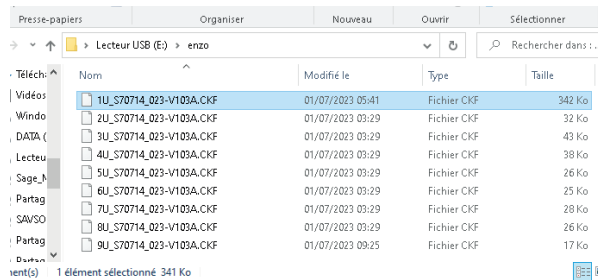 Presse-papiers Organiser Nouveau Ouvrir Sélectionner
Lecteur USB (E:) > enzo Rechercher dans : ..
Téléch Nom Modifié le Type Taille
Vidéos 1U_S70714_023-V103A.CKF 01/07/2023 05:41 Fichier CKF 342 Ko
Windo 2U_S70714_023-V103A.CKF 01/07/2023 03:29 Fichier CKF 32 Ko
DATA ( 3U_S70714_023-V103A.CKF 01/07/2023 03:29 Fichier CKF 43 Ko
Lecteu 4U_S70714_023-V103A.CKF 01/07/2023 03:29 Fichier CKF 38 Ko
Sage_M 5U_S70714_023-V103A.CKF 01/07/2023 03:29 Fichier CKF 26 Ko
Partag 6U_S70714_023-V103A.CKF 01/07/2023 03:29 Fichier CKF 25 Ko
SAVSO 7U_S70714_023-V103A.CKF 01/07/2023 03:29 Fichier CKF 28 Ko
Partag 8U_S70714_023-V103A.CKF 01/07/2023 03:29 Fichier CKF 26 Ko
Partag 9U_S70714_023-V103A.CKF 01/07/2023 09:25 Fichier CKF 17 Ko
nent(s) 1 élément sélectionné 341 Ko